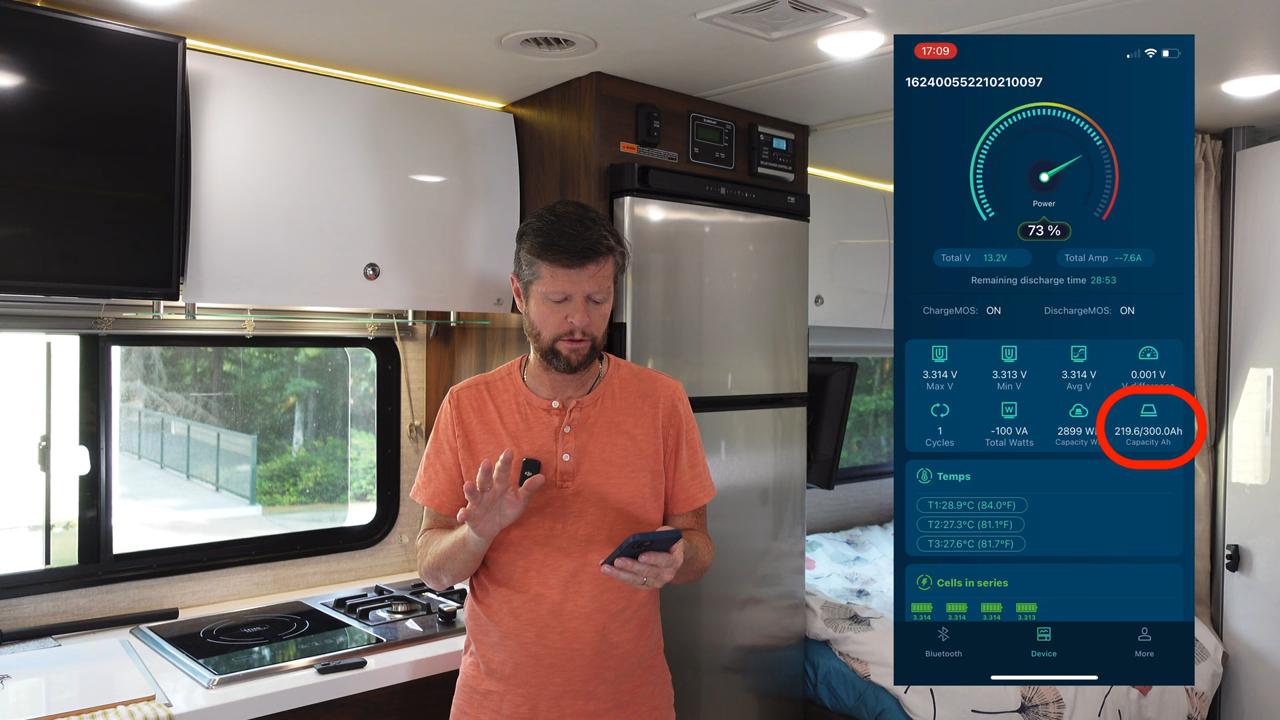 17:09
162400552210210097
Power
73 %
Total V 13.2V
Total Amp --7.6A
Remaining discharge time 28:53
ChargeMOS: ON
DischargeMOS: ON
3.314 V
Max V
3.313 V
Min V
3.314 V
Avg V
0.001 V
V difference
1
Cycles
W
-100 VA
Total Watts
2899 W
Capacity W
219.6/300.0Ah
Capacity Ah
Temps
T1:28.9°C (84.0°F)
T2:27.3°C (81.1°F)
T3:27.6°C (81.7°F)
Cells in series
3.314
3.314
3.314
3.313
Bluetooth
Device
More